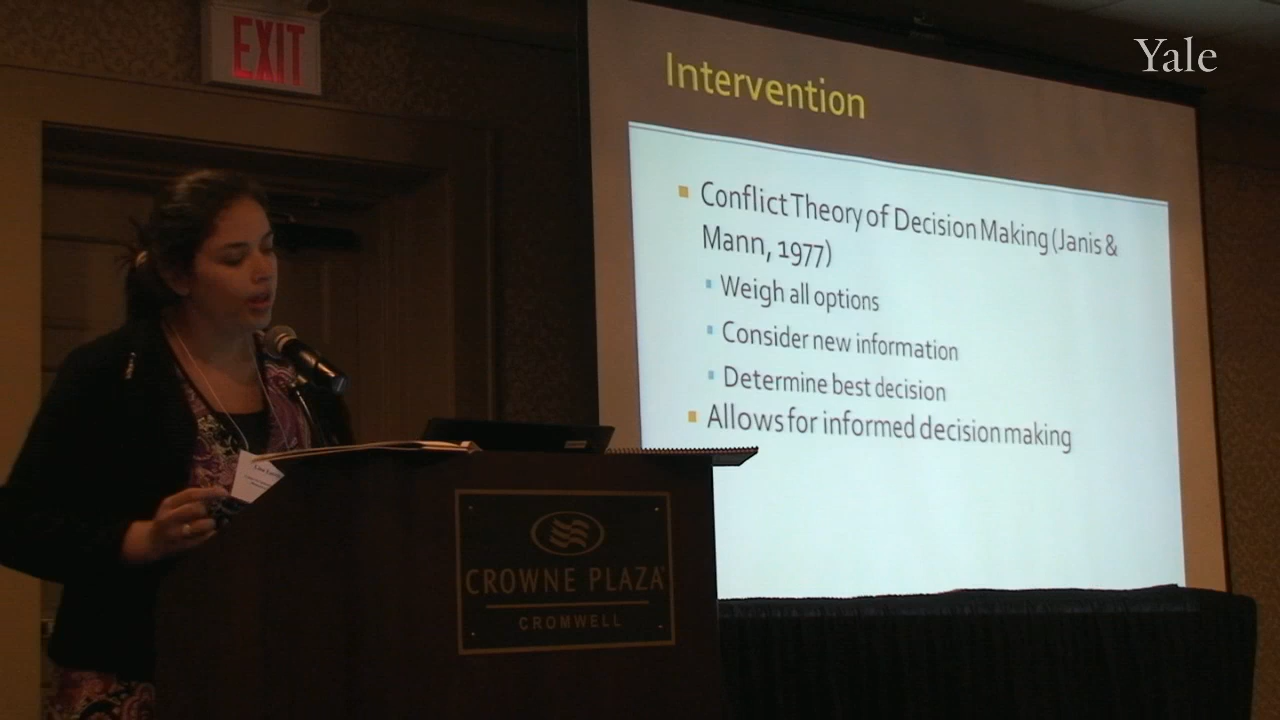 EXIT
Yale
Intervention
Conflict Theory of Decision Making (Janis &
Mann, 1977)
Weigh all options
Consider new information
Determine best decision
Allows for informed decision making
CROWNE PLAZA
CROMWELL